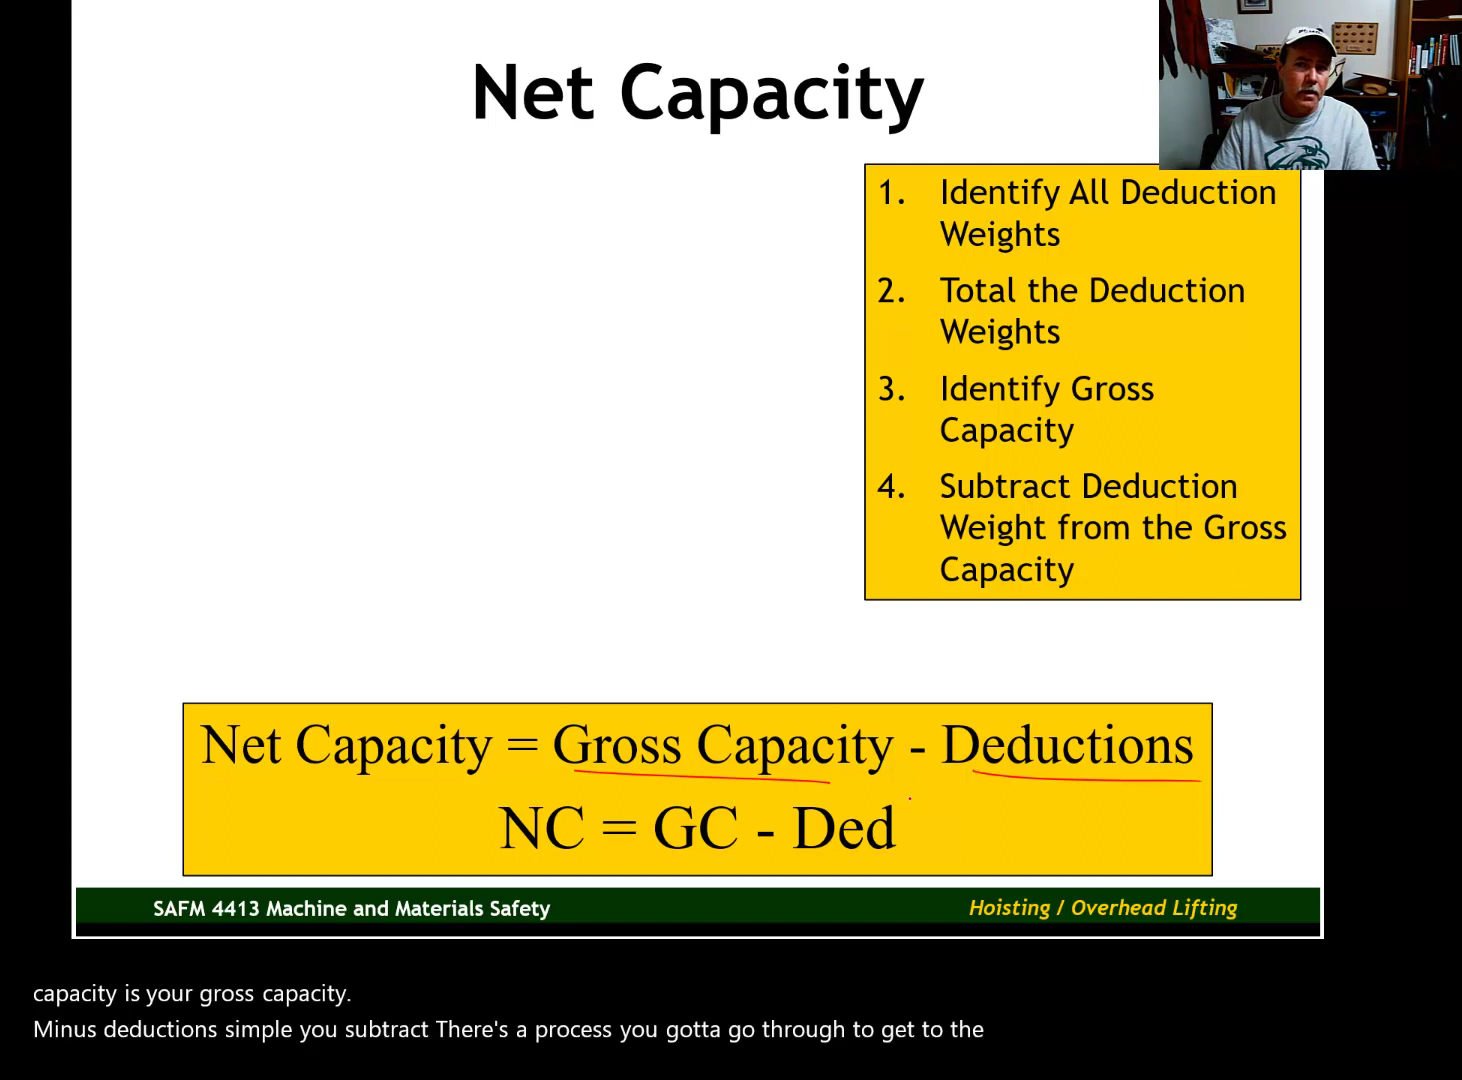 Net Capacity
1. Identify All Deduction
Weights
2. Total the Deduction
Weights
3. Identify Gross
Capacity
4. Subtract Deduction
Weight from the Gross
Capacity
Net Capacity = Gross Capacity - Deductions
NC = GC - Ded
SAFM 4413 Machine and Materials Safety
Hoisting / Overhead Lifting
capacity is your gross capacity.
Minus deductions simple you subtract There's a process you gotta go through to get to the